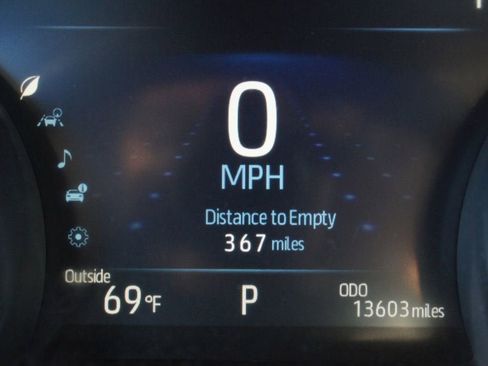 0
MPH
Distance to Empty
367 miles
Outside
69°F
P
ODO
13603 miles